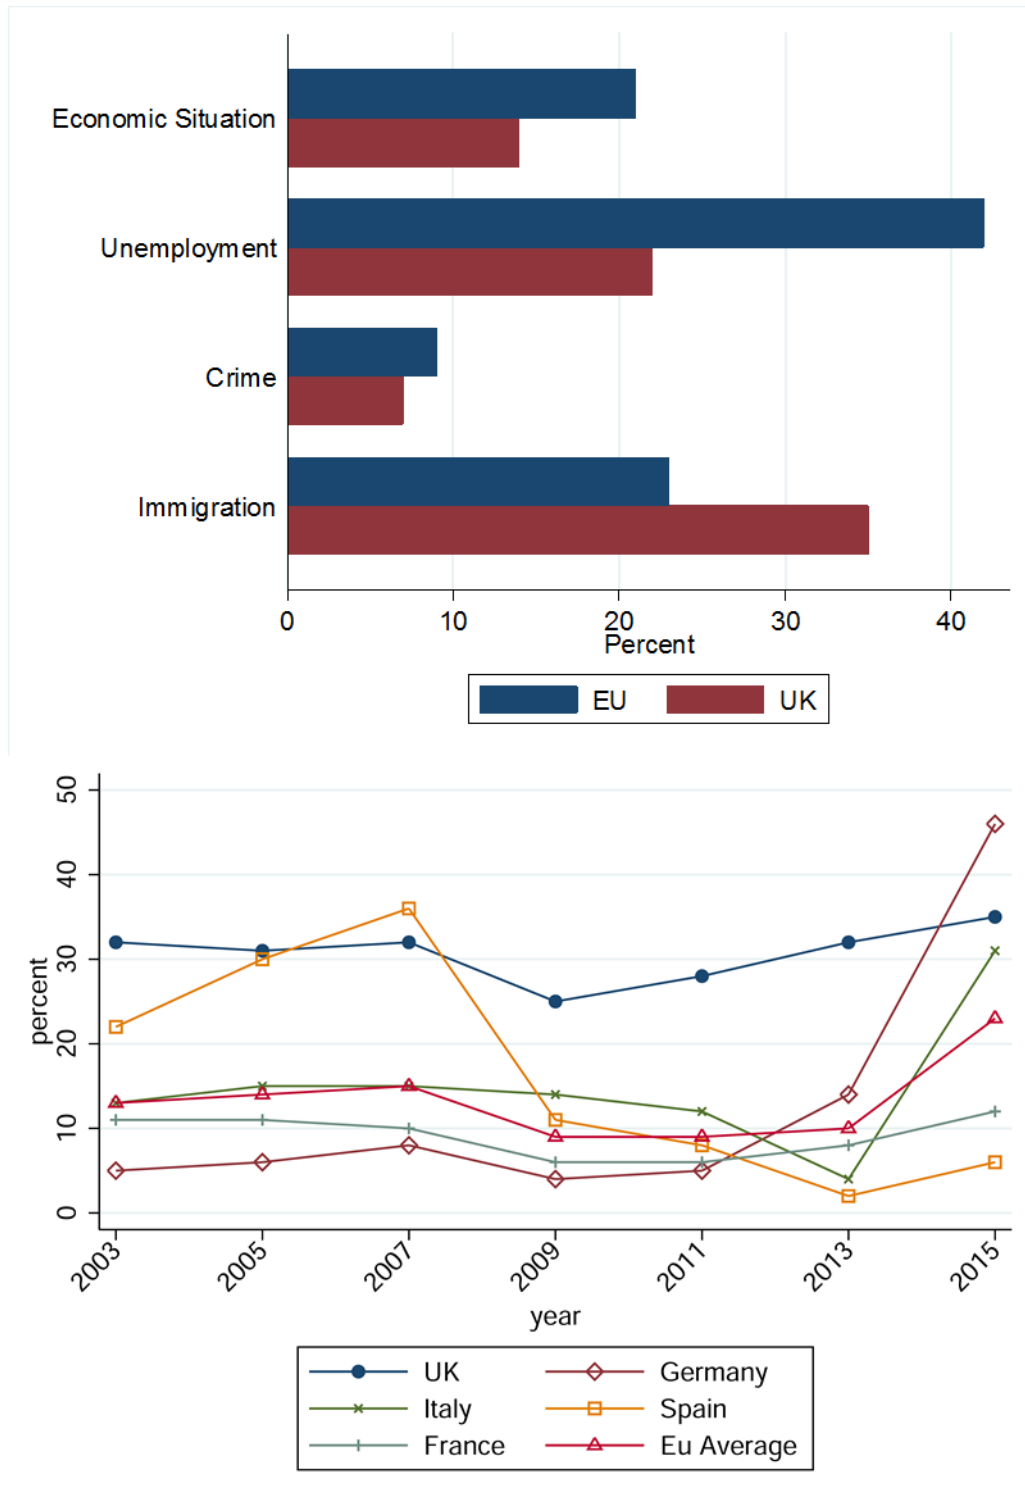 Economic Situation
Unemployment
Crime
Immigration
0 10 20 30 40
Percent
EU UK
50
40
30
20
10
0
percent
2003 2005 2007 2009 2011 2013 2015
year
UK Germany
Italy Spain
France Eu Average